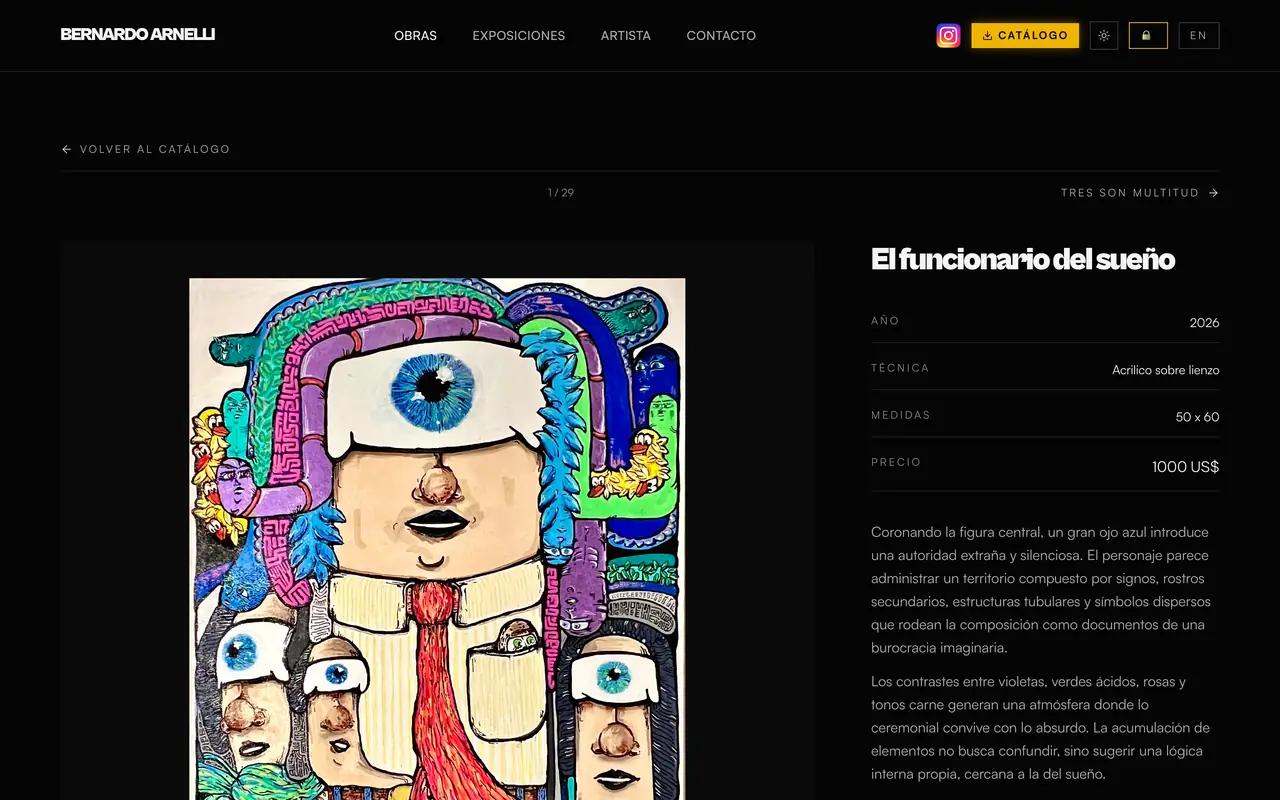 BERNARDO ARNELLI
OBRAS
EXPOSICIONES
ARTISTA
CONTACTO
CATÁLOGO
EN
← VOLVER AL CATÁLOGO
1 / 29
TRES SON MULTITUD →
El funcionario del sueño
AÑO
2026
TÉCNICA
Acrilico sobre lienzo
MEDIDAS
50 x 60
PRECIO
1000 US$
Coronando la figura central, un gran ojo azul introduce
una autoridad extraña y silenciosa. El personaje parece
administrar un territorio compuesto por signos, rostros
secundarios, estructuras tubulares y símbolos dispersos
que rodean la composición como documentos de una
burocracia imaginaria.
Los contrastes entre violetas, verdes ácidos, rosas y
tonos carne generan una atmósfera donde lo
ceremonial convive con lo absurdo. La acumulación de
elementos no busca confundir, sino sugerir una lógica
interna propia, cercana a la del sueño.